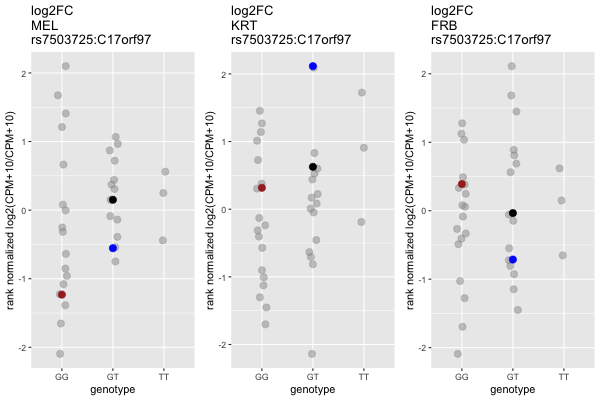 log2FC
MEL
rs7503725:C17orf97
rank normalized log2(CPM+10/CPM+10)
2
1
0
-1
-2
GG GT TT
genotype
log2FC
KRT
rs7503725:C17orf97
rank normalized log2(CPM+10/CPM+10)
2
1
0
-1
-2
GG GT TT
genotype
log2FC
FRB
rs7503725:C17orf97
rank normalized log2(CPM+10/CPM+10)
2
1
0
-1
-2
GG GT TT
genotype